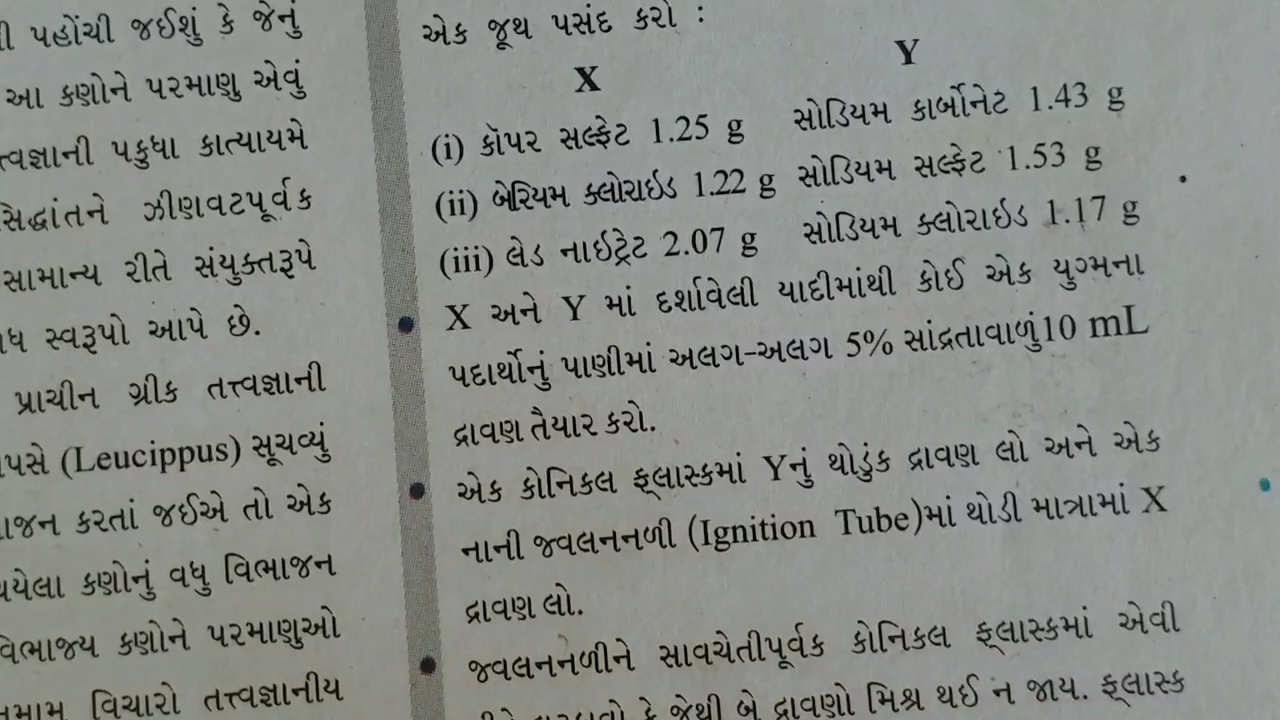 પહોંચી જઈશું કે જેનું
આ કણોને પરમાણુ એવું
પકુધા કાત્યાયમે
ઝીણવટપૂર્વક
સામાન્ય રીતે સંયુક્તરૂપે
સ્વરૂપો આપે છે.
પ્રાચીન ગ્રીક તત્ત્વજ્ઞાની
(Leucippus) સૂચવ્યું
કરતાં જઈએ તો એક
કણોનું વધુ વિભાજન
કણોને પરમાણુઓ
વિચારો તત્ત્વજ્ઞાનીય
એક જૂથ પસંદ કરો :
X Y
(i) કૉપર સલ્ફેટ 1.25 g સોડિયમ કાર્બોનેટ 1.43 g
(ii) બેરિયમ ક્લોરાઇડ 1.22 g સોડિયમ સલ્ફેટ 1.53 g
(iii) લેડ નાઈટ્રેટ 2.07 g સોડિયમ ક્લોરાઇડ 1.17 g
• X અને Y માં દર્શાવેલી યાદીમાંથી કોઈ એક યુગ્મના
પદાર્થોનું પાણીમાં અલગ-અલગ 5% સાંદ્રતાવાળું 10 mL
દ્રાવણ તૈયાર કરો.
• એક કોનિકલ ફ્લાસ્કમાં Yનું થોડુંક દ્રાવણ લો અને એક
નાની જ્વલનનળી (Ignition Tube)માં થોડી માત્રામાં X
દ્રાવણ લો.
• જ્વલનનળીને સાવચેતીપૂર્વક કોનિકલ ફ્લાસ્કમાં એવી
કે જેથી બે દ્રાવણો મિશ્ર થઈ ન જાય. ફ્લાસ્ક